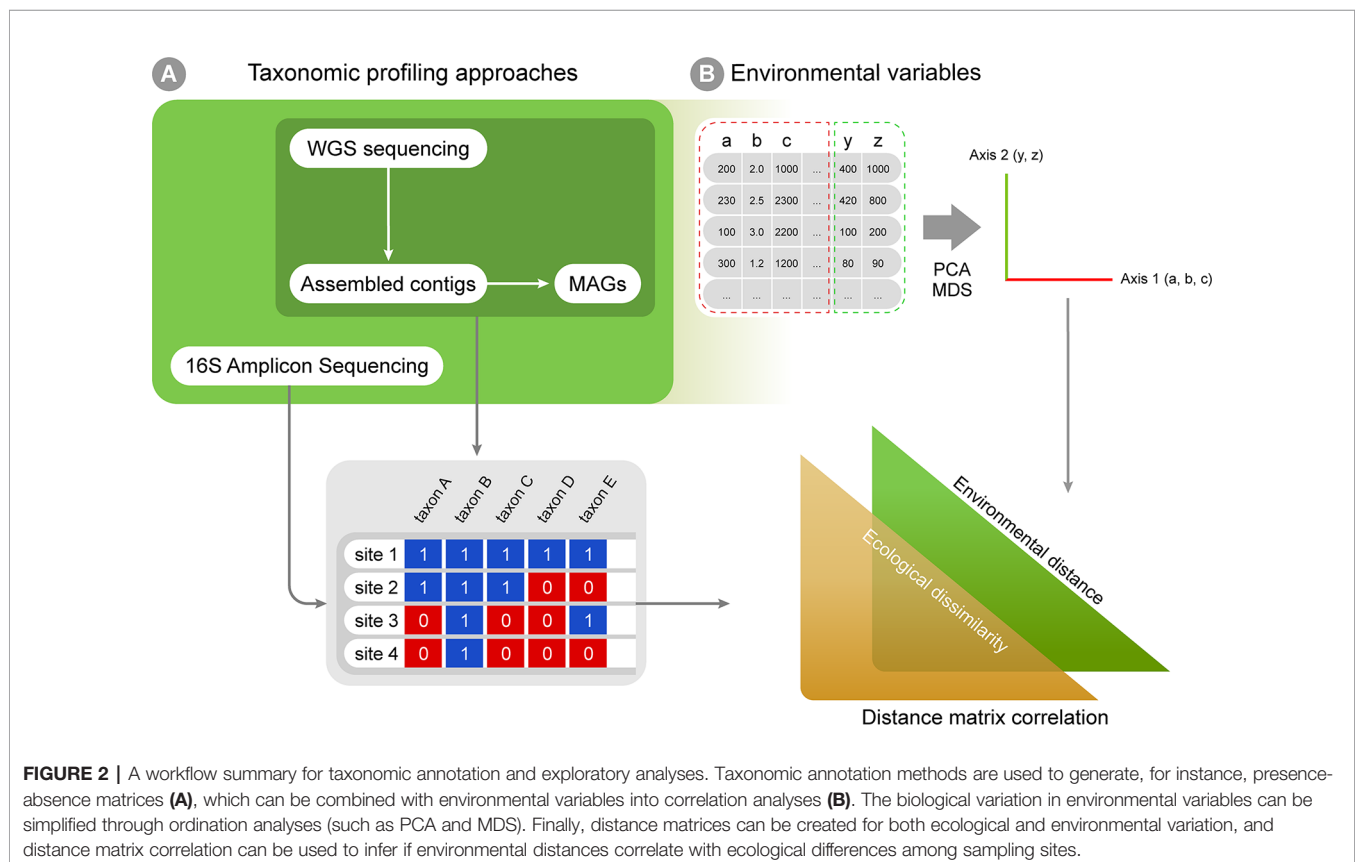 A Taxonomic profiling approaches
WGS sequencing
Assembled contigs
MAGs
16S Amplicon Sequencing
taxon A taxon B taxon C taxon D taxon E
site 1 1 1 1 1 1
site 2 1 1 1 0 0
site 3 0 1 0 0 1
site 4 0 1 0 0 0
B Environmental variables
a b c y z
200 2.0 1000 ... 400 1000
230 2.5 2300 ... 420 800
100 3.0 2200 ... 100 200
300 1.2 1200 ... 80 90
... ... ... ... ... ...
PCA
MDS
Axis 2 (y, z)
Axis 1 (a, b, c)
Environmental distance
Ecological dissimilarity
Distance matrix correlation
FIGURE 2 | A workflow summary for taxonomic annotation and exploratory analyses. Taxonomic annotation methods are used to generate, for instance, presence-
absence matrices (A), which can be combined with environmental variables into correlation analyses (B). The biological variation in environmental variables can be
simplified through ordination analyses (such as PCA and MDS). Finally, distance matrices can be created for both ecological and environmental variation, and
distance matrix correlation can be used to infer if environmental distances correlate with ecological differences among sampling sites.